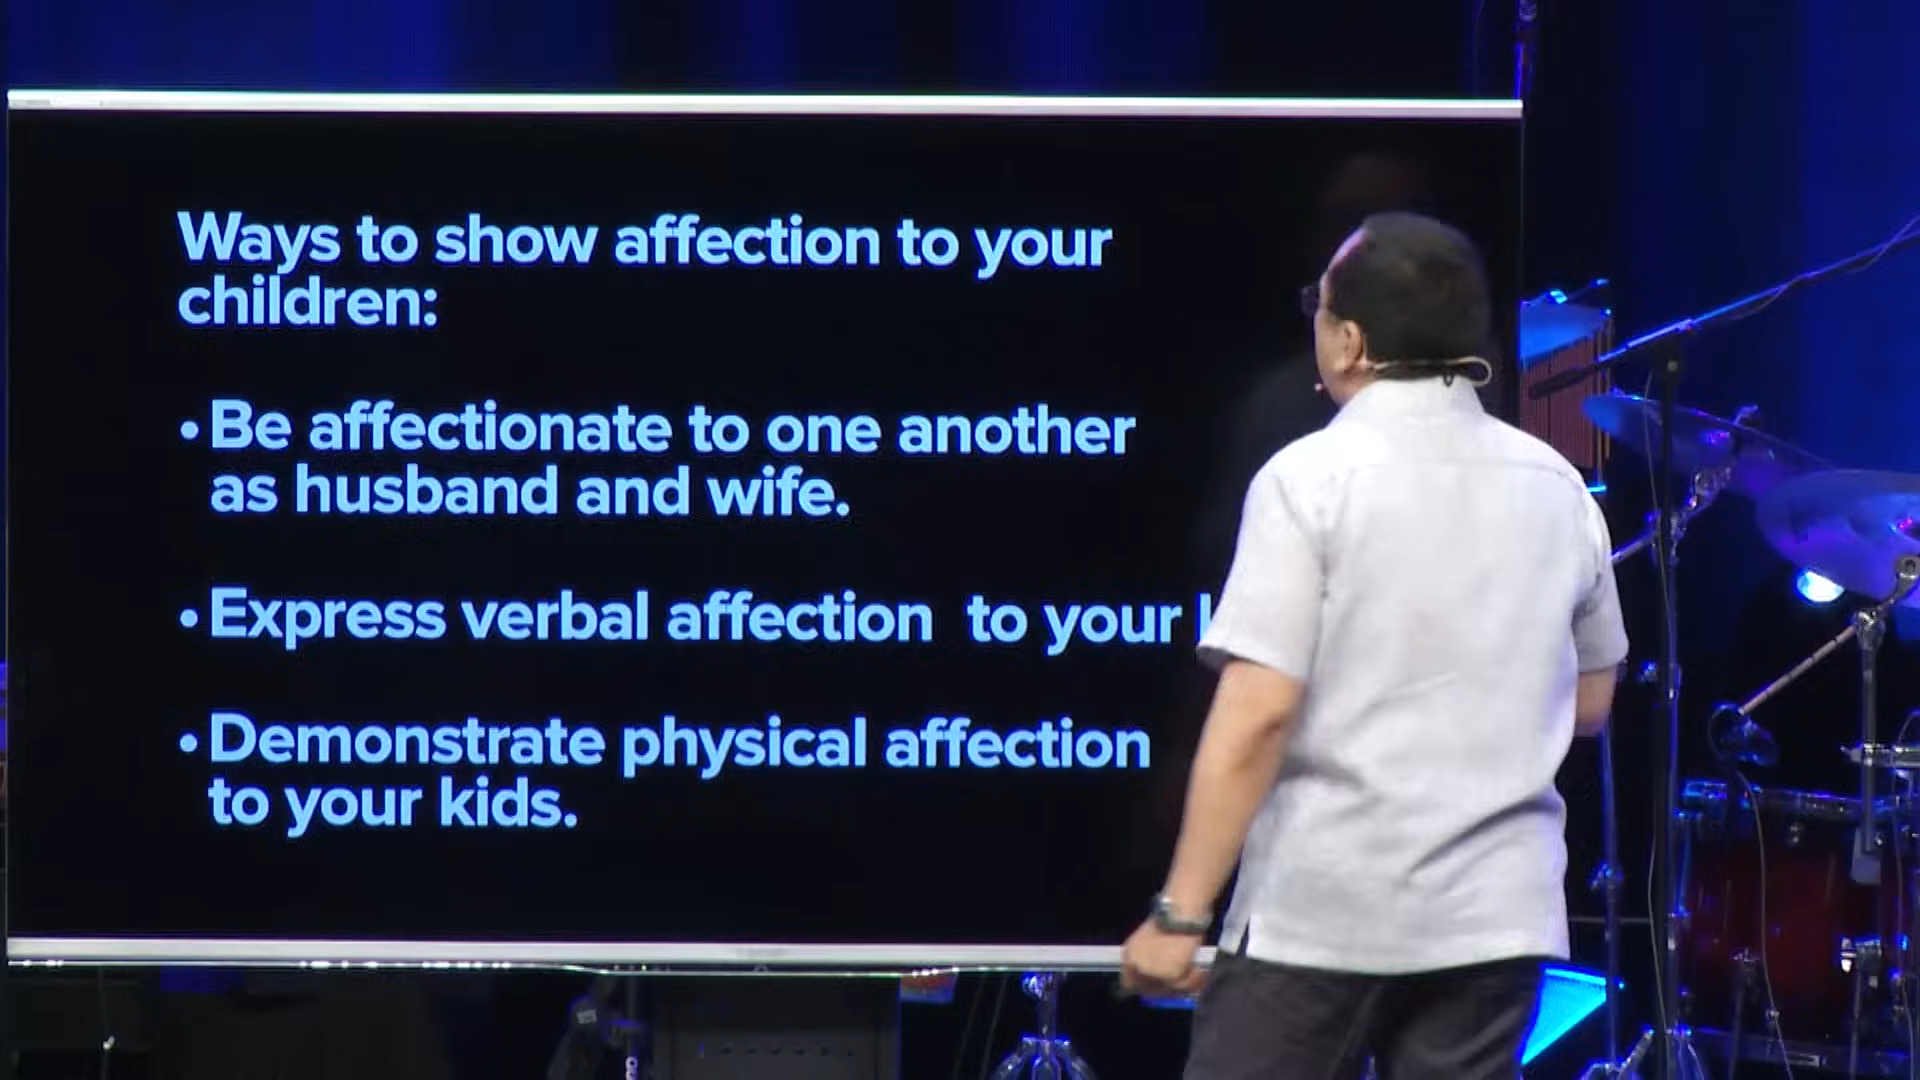 Ways to show affection to your
children:
• Be affectionate to one another
as husband and wife.
• Express verbal affection  to your
• Demonstrate physical affection
to your kids.